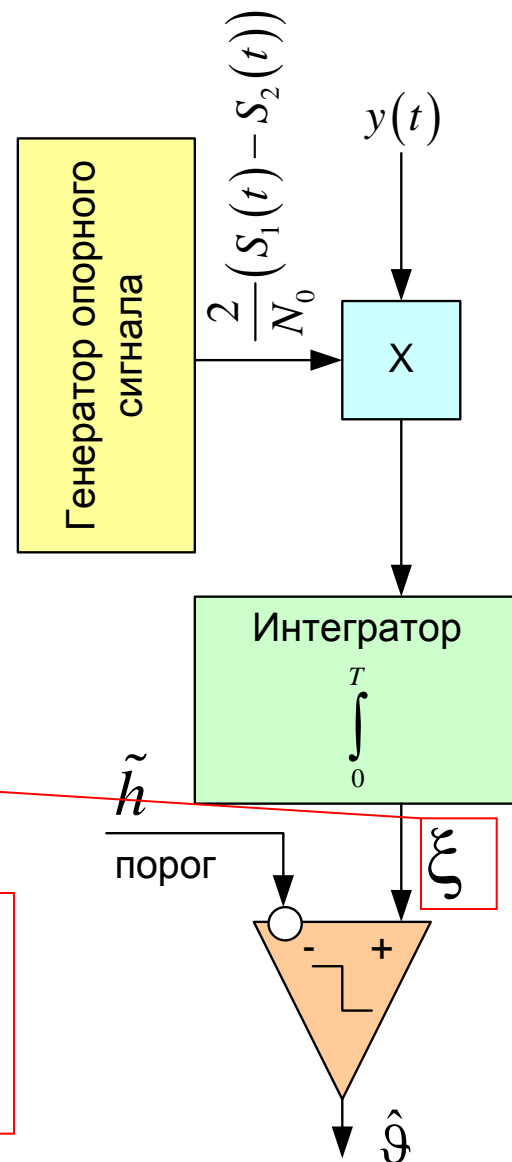 Генератор опорного
сигнала
2/N₀ (S₁(t) − S₂(t))
y(t)
X
Интегратор
∫₀ᵀ
h̃
порог
ξ
- +
ϑ̂